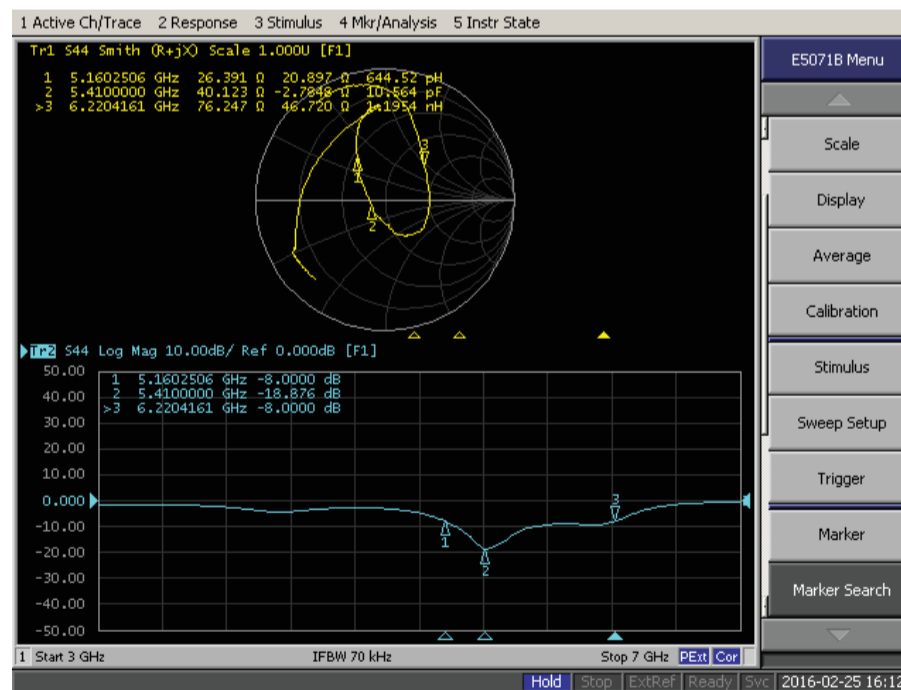 1 Active Ch/Trace 2 Response 3 Stimulus 4 Mkr/Analysis 5 Instr State
Tr1 S44 Smith (R+jX) Scale 1.000U [F1]
1 5.1602506 GHz 26.391 Ω 20.897 Ω 644.52 pH
2 5.4100000 GHz 40.123 Ω -2.7848 Ω 10.564 pF
>3 6.2204161 GHz 76.247 Ω 46.720 Ω 1.1954 nH
3
1
2
Tr2 S44 Log Mag 10.00dB/ Ref 0.000dB [F1]
50.00
1 5.1602506 GHz -8.0000 dB
40.00
2 5.4100000 GHz -18.876 dB
>3 6.2204161 GHz -8.0000 dB
30.00
20.00
10.00
0.000
3
-10.00
1
-20.00
2
-30.00
-40.00
-50.00
1 Start 3 GHz IFBW 70 kHz Stop 7 GHz PExt Cor
Hold Stop ExtRef Ready Svc 2016-02-25 16:12
E5071B Menu
Scale
Display
Average
Calibration
Stimulus
Sweep Setup
Trigger
Marker
Marker Search